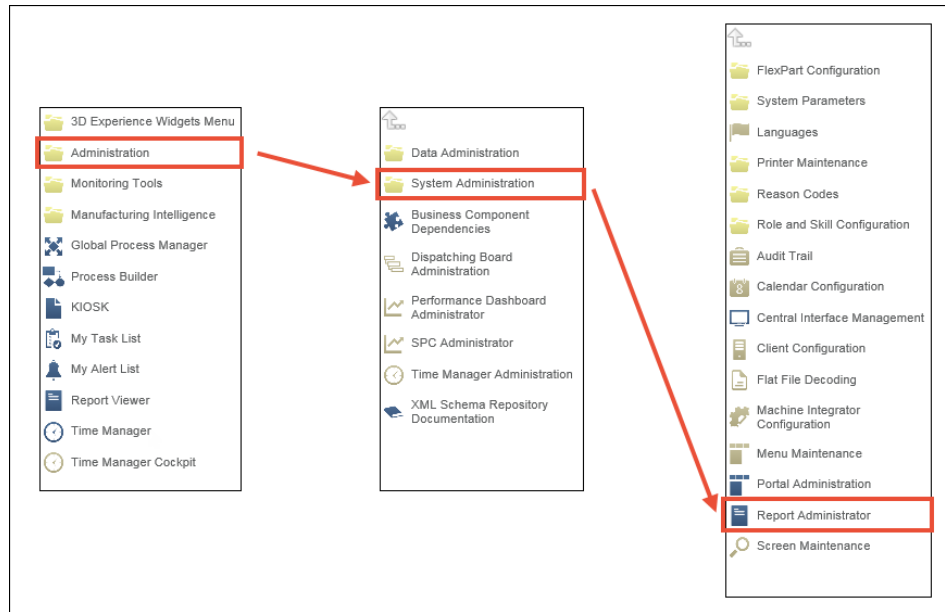 3D Experience Widgets Menu
Administration
Monitoring Tools
Manufacturing Intelligence
Global Process Manager
Process Builder
KIOSK
My Task List
My Alert List
Report Viewer
Time Manager
Time Manager Cockpit
Data Administration
System Administration
Business Component
Dependencies
Dispatching Board
Administration
Performance Dashboard
Administrator
SPC Administrator
Time Manager Administration
XML Schema Repository
Documentation
FlexPart Configuration
System Parameters
Languages
Printer Maintenance
Reason Codes
Role and Skill Configuration
Audit Trail
8
Calendar Configuration
Central Interface Management
Client Configuration
Flat File Decoding
Machine Integrator
Configuration
Menu Maintenance
Portal Administration
Report Administrator
Screen Maintenance